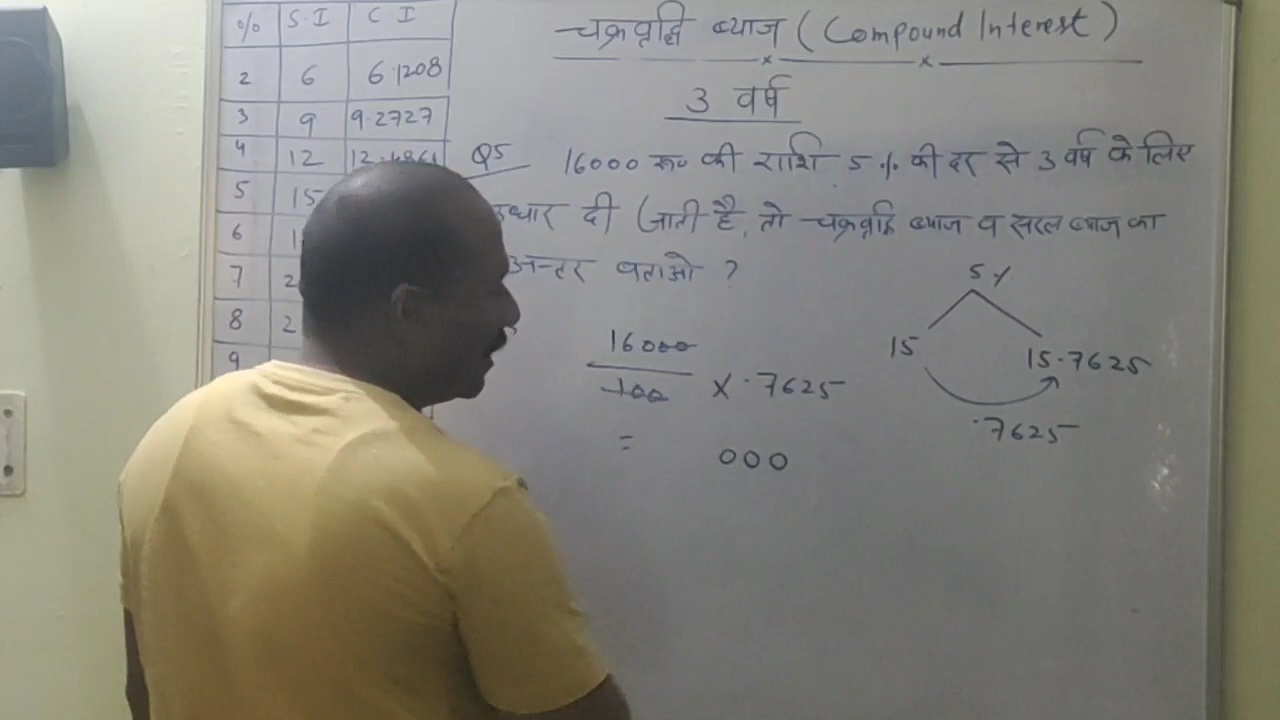 % S.I C I
2 6 6.1208
3 9 9.2727
4 12
5 15
6
7
8
9
चक्रवृद्धि ब्याज (Compound Interest)
3 वर्ष
Q5 16000 रू० की राशि 5 % की दर से 3 वर्ष के लिए
दी जाती है, तो चक्रवृद्धि ब्याज व सरल ब्याज का
अन्तर बताओ ?
5%
15 15.7625
.7625
16000
100 X .7625
= 000